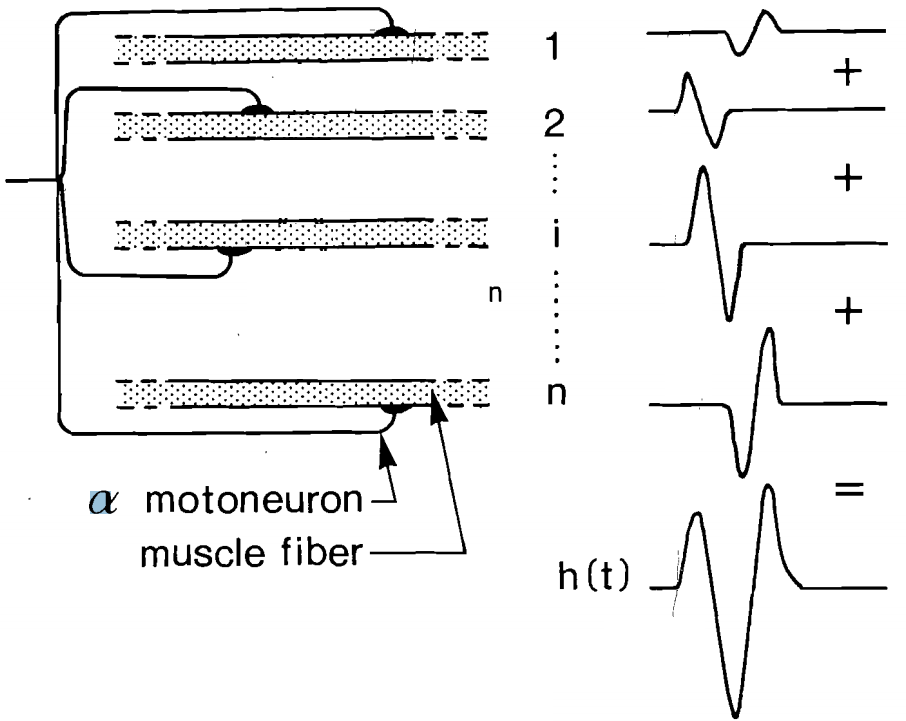 1
+
2
+
i
n
+
n
α motoneuron
=
muscle fiber
h(t)